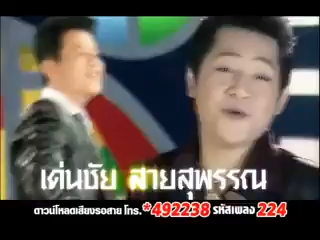 เด่นชัย สายสุพรรณ
ดาวน์โหลดเสียงรอสาย โทร. *492238 รหัสเพลง 224